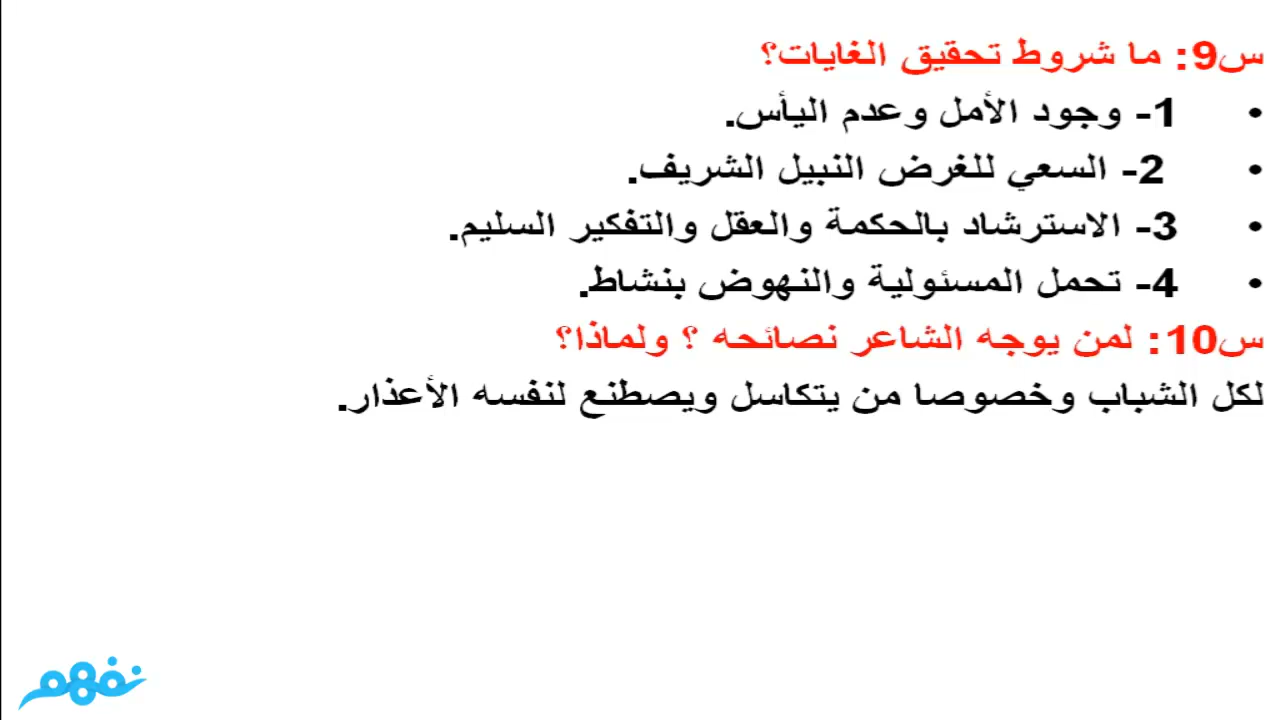 س9: ما شروط تحقيق الغايات؟
• 1- وجود الأمل وعدم اليأس.
• 2- السعي للغرض النبيل الشريف.
• 3- الاسترشاد بالحكمة والعقل والتفكير السليم.
• 4- تحمل المسئولية والنهوض بنشاط.
س10: لمن يوجه الشاعر نصائحه ؟ ولماذا؟
لكل الشباب وخصوصا من يتكاسل ويصطنع لنفسه الأعذار.
نفهم